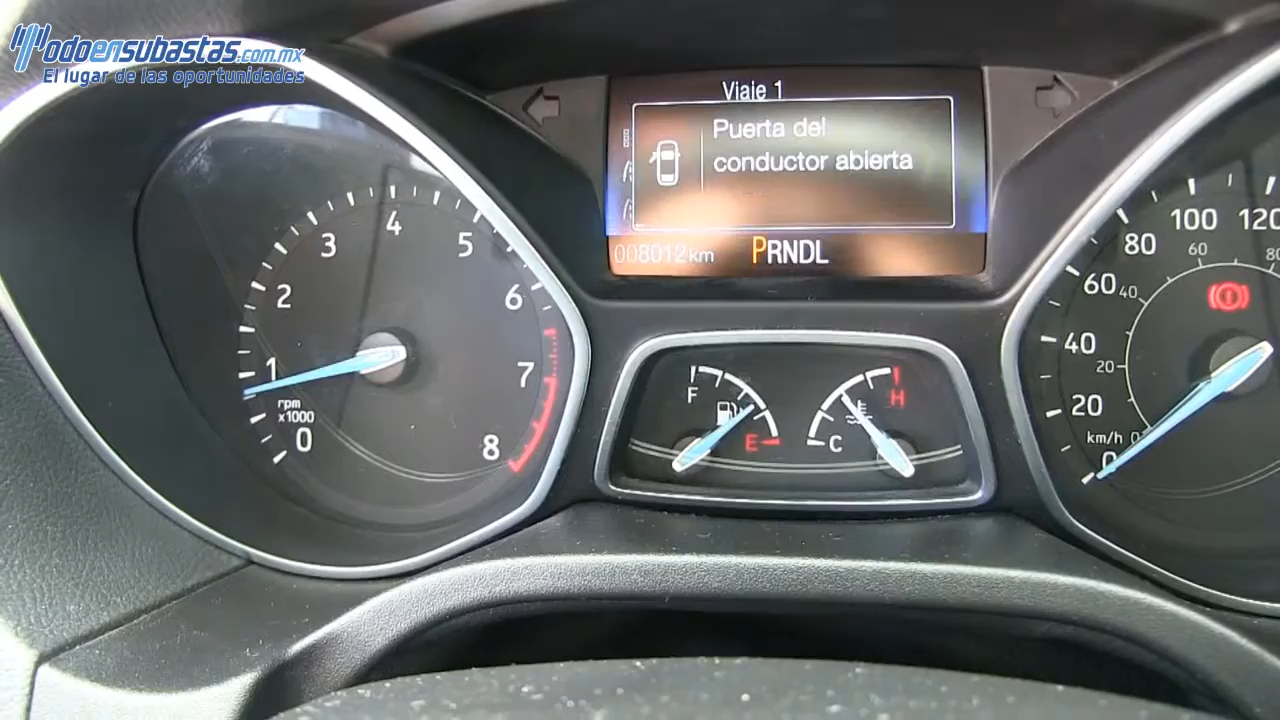 Todoensubastas.com.mx
El lugar de las oportunidades
Viaje 1
Puerta del
conductor abierta
008012km
PRNDL
0
1
2
3
4
5
6
7
8
rpm
x1000
F
E
C
H
km/h
0
20
40
60
80
100
120
0
20
40
60
80